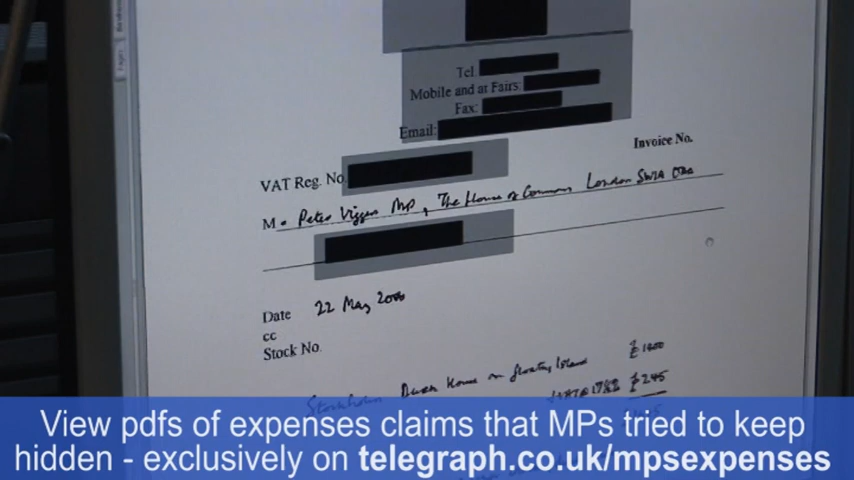 Tel.
Mobile and at Fairs:
Fax:
Email:
Invoice No.
VAT Reg. No
M. Peter Viggers MP, The House of Commons London SW1A 0AA
Date 22 May 2006
cc
Stock No.
Stockholm Duck House on floating Island £1400
£245
View pdfs of expenses claims that MPs tried to keep
hidden - exclusively on telegraph.co.uk/mpsexpenses